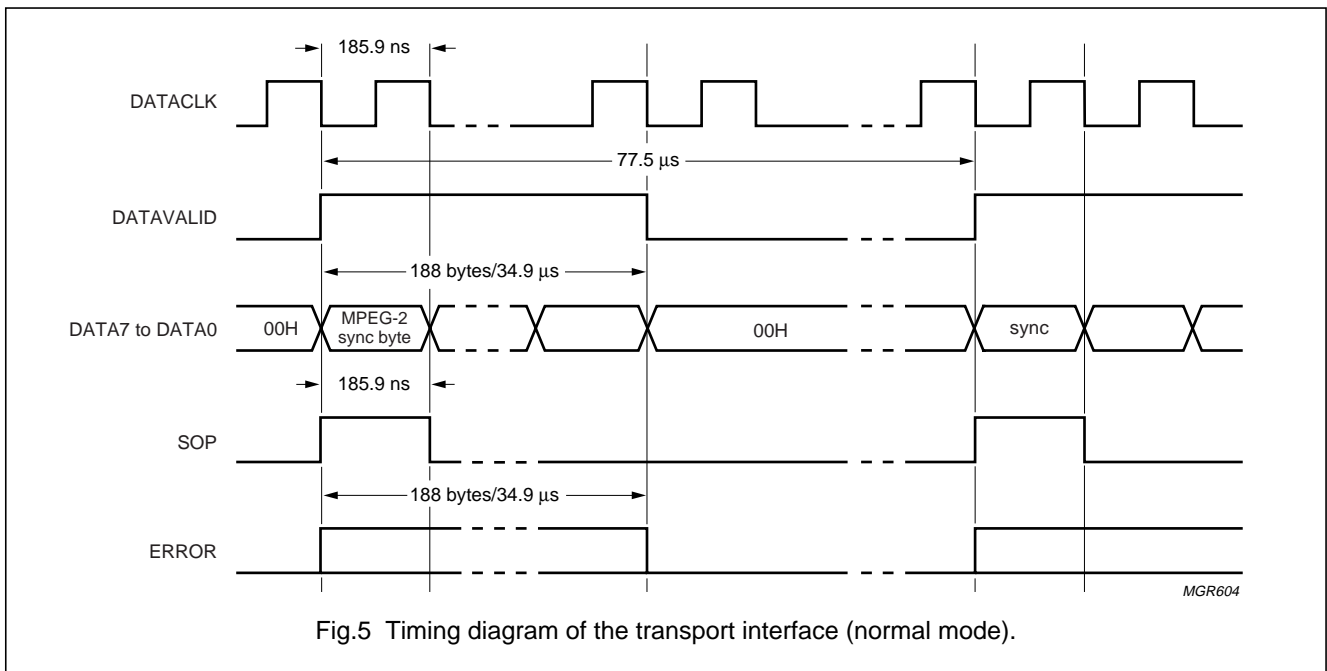 185.9 ns
DATACLK
77.5 μs
DATAVALID
188 bytes/34.9 μs
DATA7 to DATA0
00H
MPEG-2
sync byte
00H
sync
185.9 ns
SOP
188 bytes/34.9 μs
ERROR
MGR604
Fig.5 Timing diagram of the transport interface (normal mode).